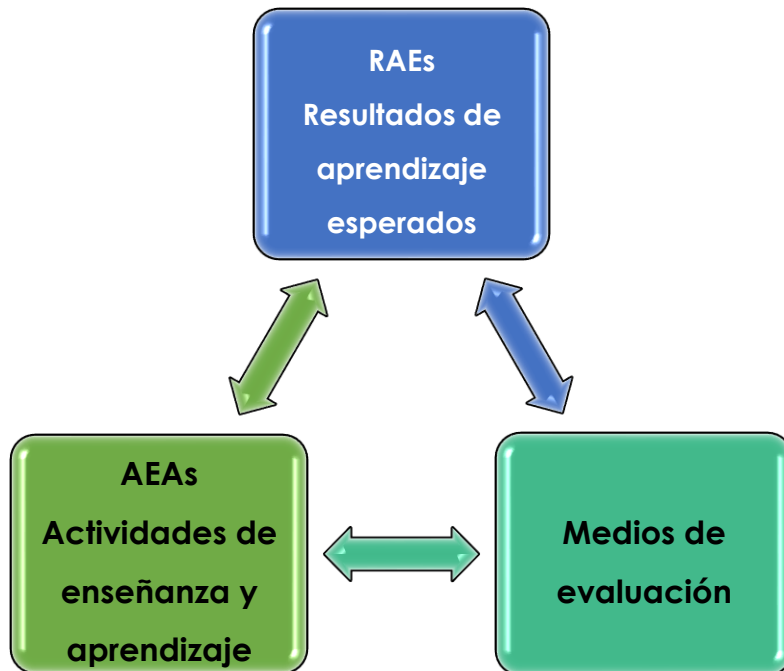 RAEs
Resultados de
aprendizaje
esperados
AEAs
Actividades de
enseñanza y
aprendizaje
Medios de
evaluación